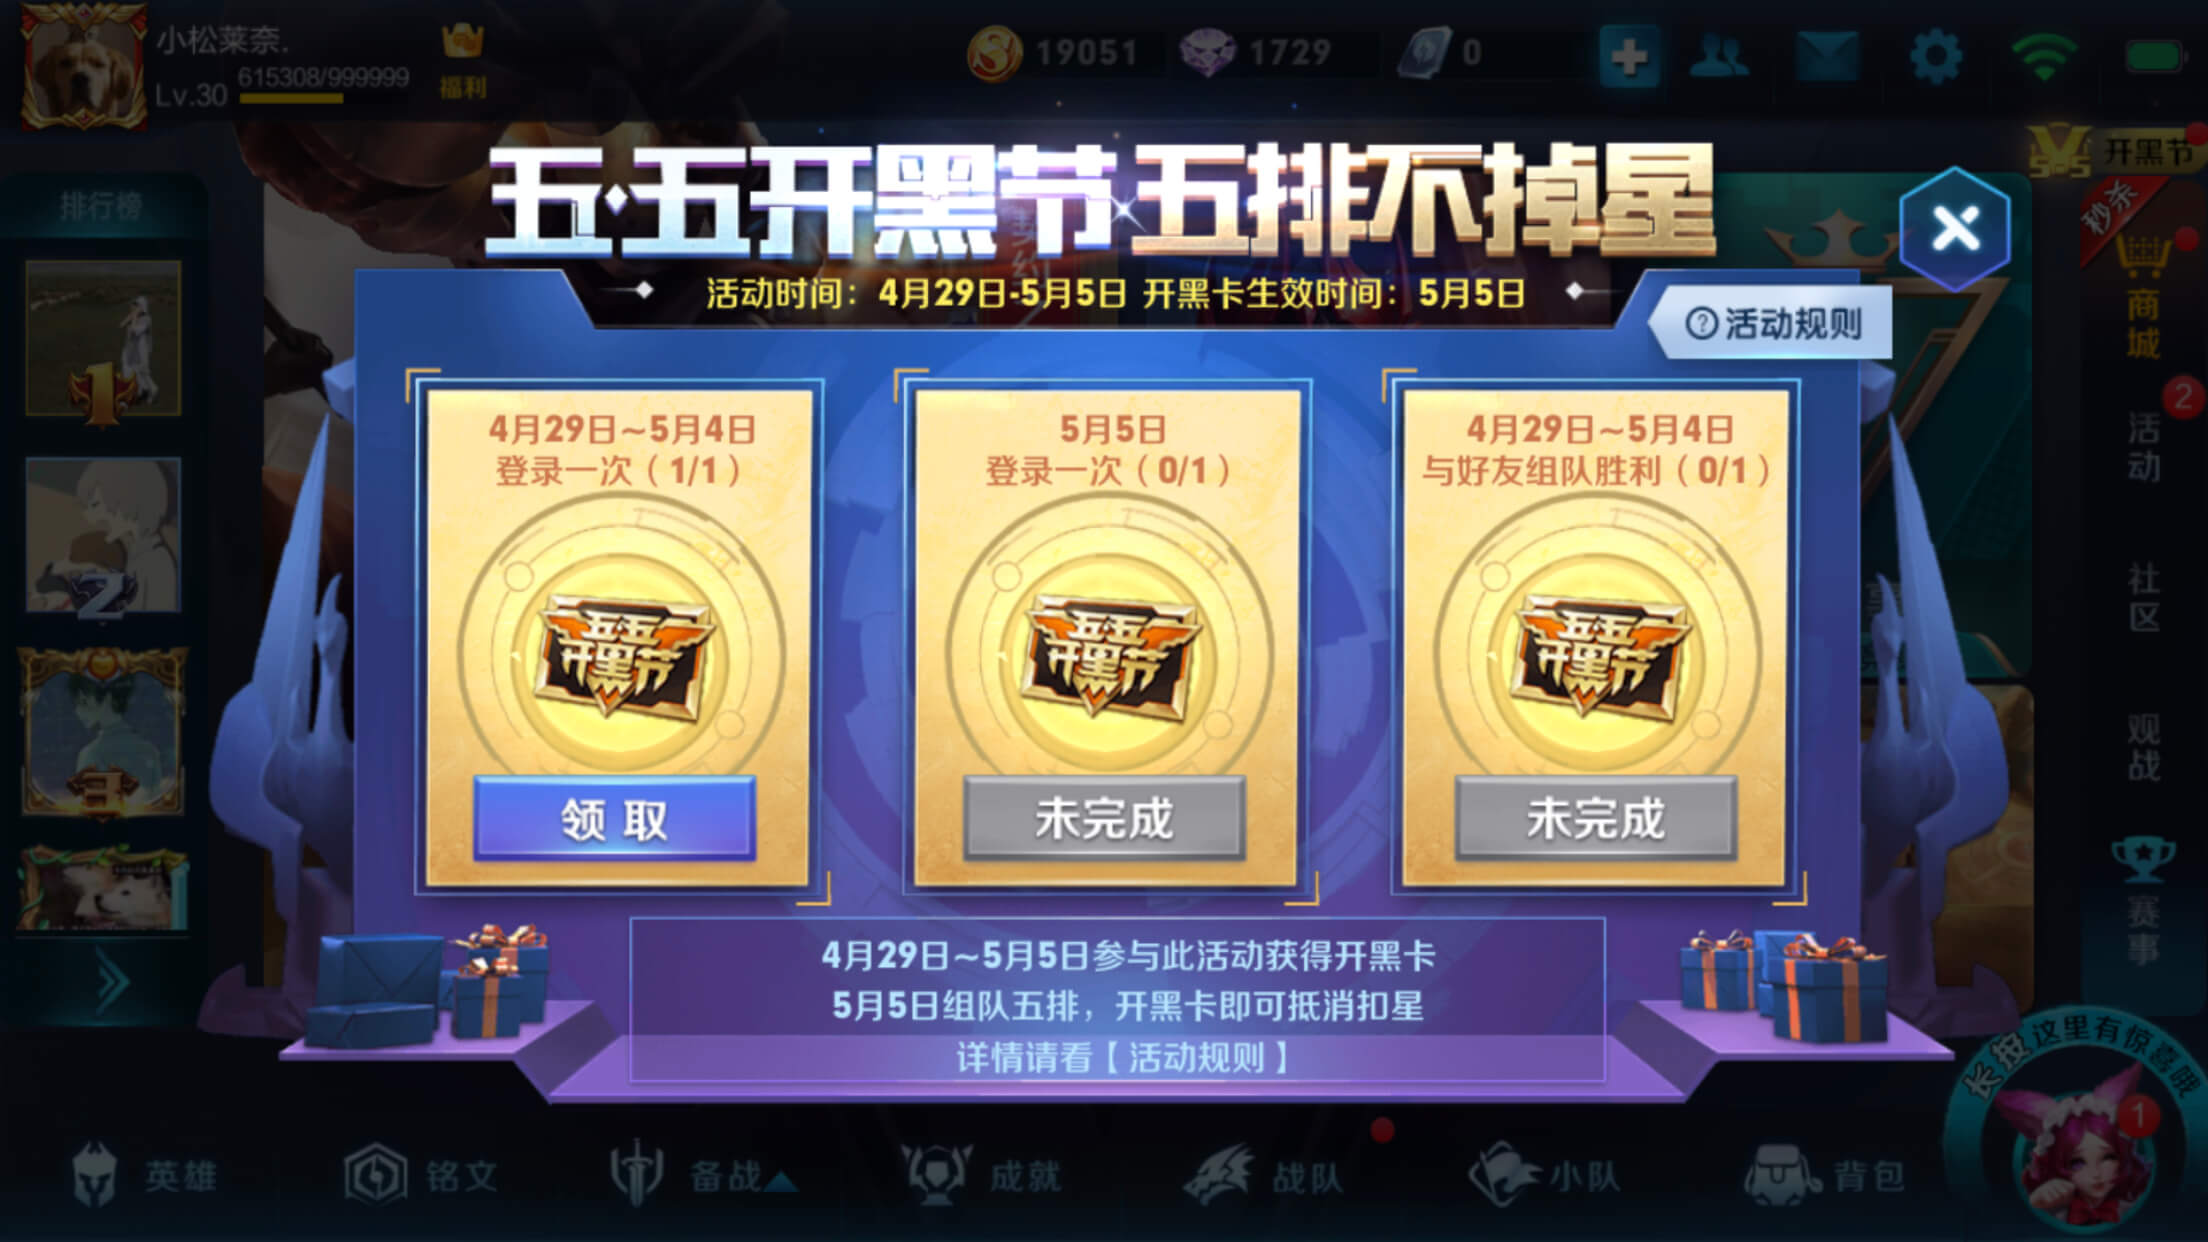 小松莱奈.
福利
Lv.30 615308/999999
19051
1729
0
五·五开黑节 五排不掉星
活动时间：4月29日-5月5日 开黑卡生效时间：5月5日
?活动规则
开黑节
秒杀
商城
2
活动
社区
观战
赛事
排行榜
1
2
3
4月29日~5月4日
登录一次（1/1）
五五
开黑节
领取
5月5日
登录一次（0/1）
五五
开黑节
未完成
4月29日~5月4日
与好友组队胜利（0/1）
五五
开黑节
未完成
4月29日~5月5日参与此活动获得开黑卡
5月5日组队五排，开黑卡即可抵消扣星
详情请看【活动规则】
长按这里有惊喜哦
1
英雄
铭文
备战
成就
战队
小队
背包